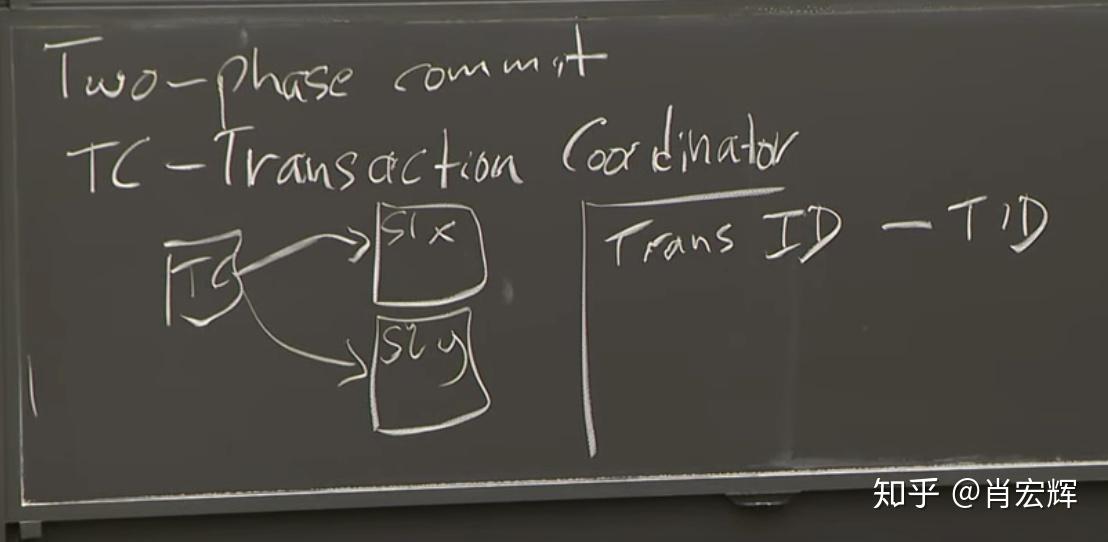 Two-phase commit
TC-Transaction Coordinator
TC
S1 x
S2 y
Trans ID - TID
知乎 @肖宏辉